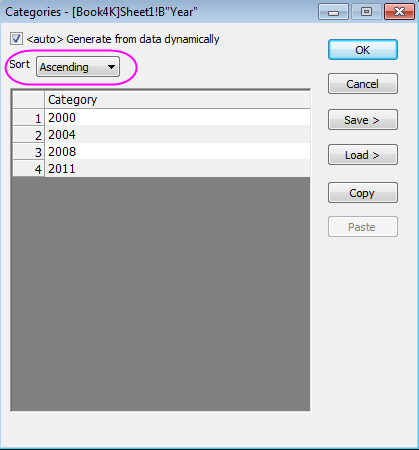 Categories - [Book4K]Sheet1!B"Year"
<auto> Generate from data dynamically
Sort Ascending
OK
Cancel
Save >
Load >
Copy
Paste
Category
1 2000
2 2004
3 2008
4 2011